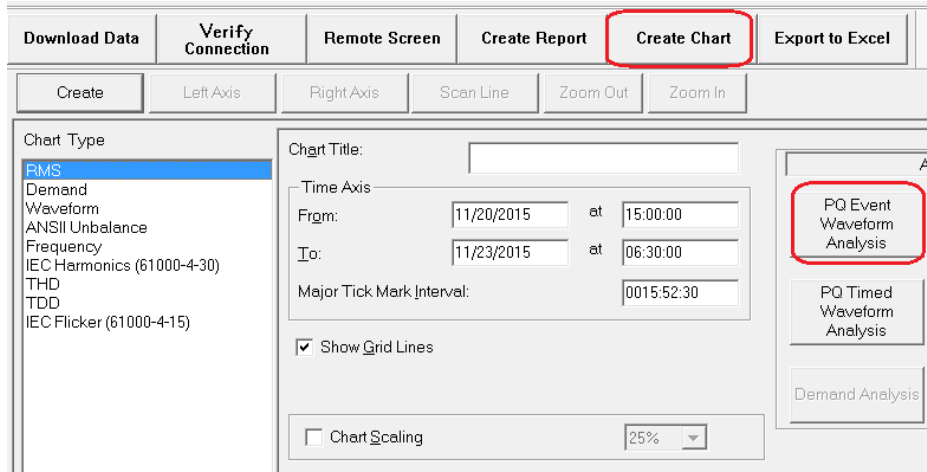 Download Data
Verify
Connection
Remote Screen
Create Report
Create Chart
Export to Excel
Create
Left Axis
Right Axis
Scan Line
Zoom Out
Zoom In
Chart Type
RMS
Demand
Waveform
ANSII Unbalance
Frequency
IEC Harmonics (61000-4-30)
THD
TDD
IEC Flicker (61000-4-15)
Chart Title:
Time Axis
From:
11/20/2015
at
15:00:00
To:
11/23/2015
at
06:30:00
Major Tick Mark Interval:
0015:52:30
Show Grid Lines
Chart Scaling
25%
A
PQ Event
Waveform
Analysis
PQ Timed
Waveform
Analysis
Demand Analysis